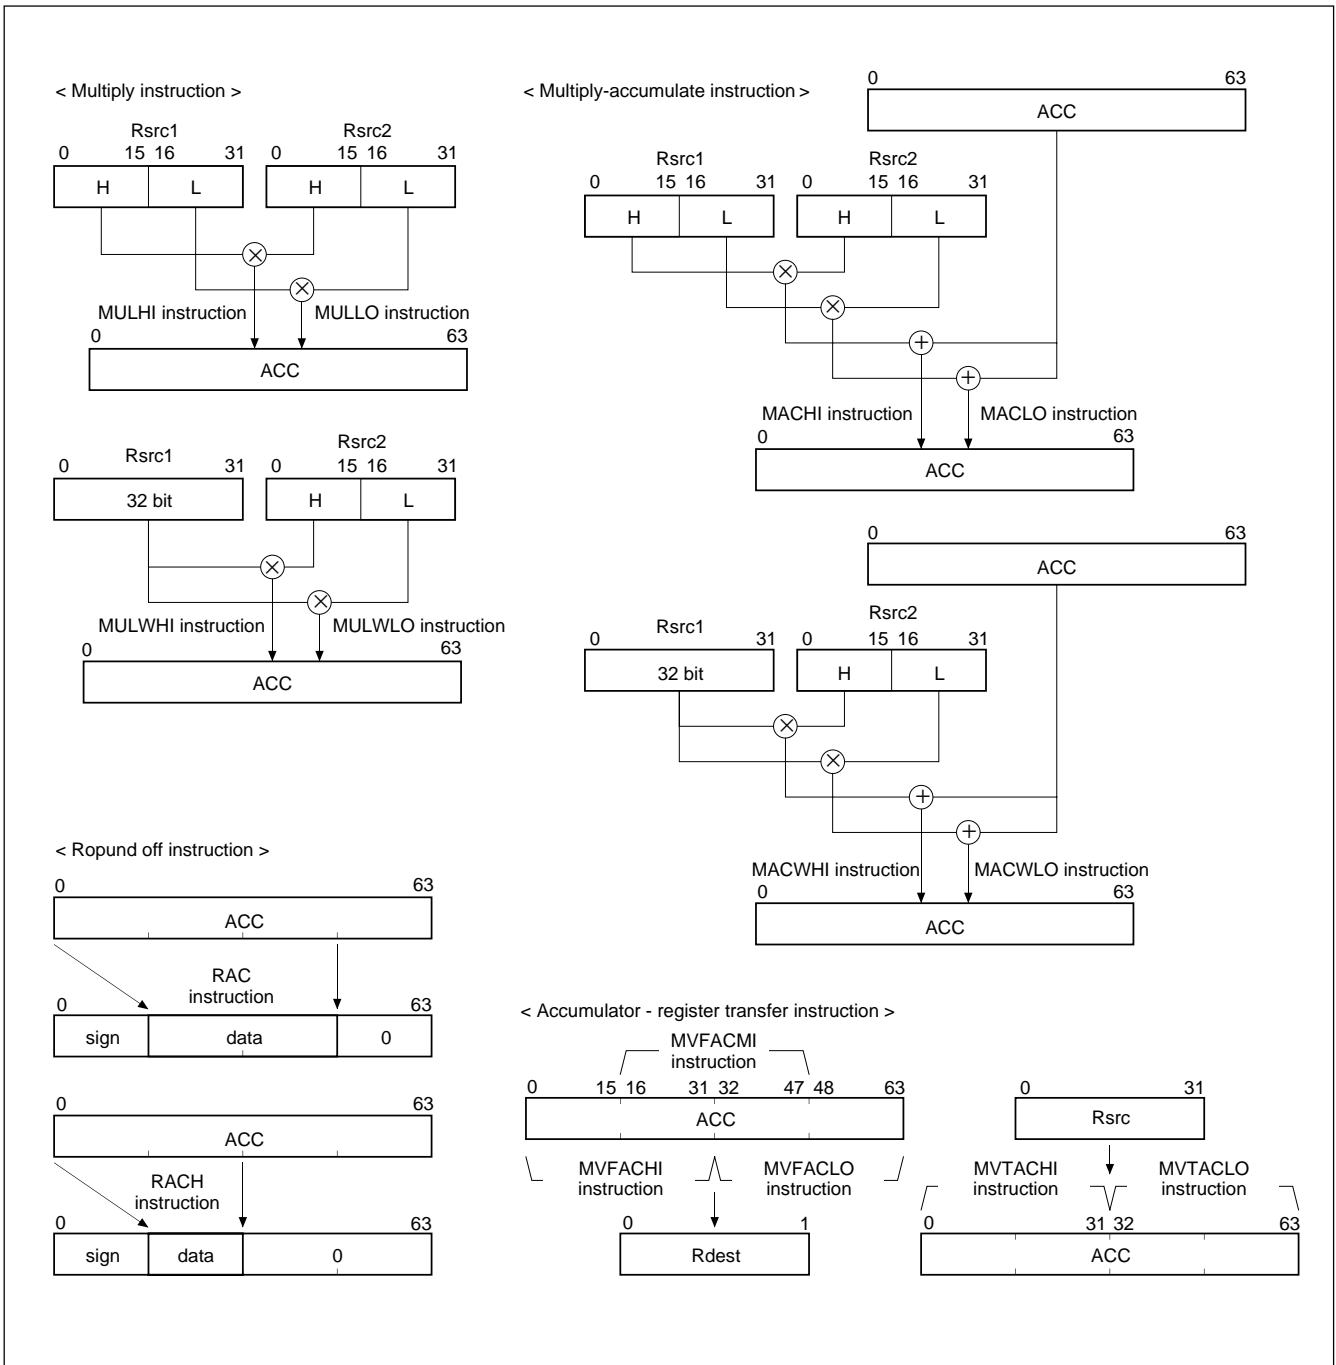 < Multiply instruction >
Rsrc1 Rsrc2
0 15 16 31 0 15 16 31
H L H L
MULHI instruction MULLO instruction
0 63
ACC
Rsrc1 Rsrc2
0 31 0 15 16 31
32 bit H L
MULWHI instruction MULWLO instruction
0 63
ACC
< Multiply-accumulate instruction >
0 63
ACC
Rsrc1 Rsrc2
0 15 16 31 0 15 16 31
H L H L
MACHI instruction MACLO instruction
0 63
ACC
0 63
ACC
Rsrc1 Rsrc2
0 31 0 15 16 31
32 bit H L
MACWHI instruction MACWLO instruction
0 63
ACC
< Ropund off instruction >
0 63
ACC
RAC
instruction
0 63
sign data 0
0 63
ACC
RACH
instruction
0 63
sign data 0
< Accumulator - register transfer instruction >
MVFACMI
instruction
0 15 16 31 32 47 48 63
ACC
MVFACHI MVFACLO
instruction instruction
0 1
Rdest
0 31
Rsrc
MVTACHI MVTACLO
instruction instruction
0 31 32 63
ACC